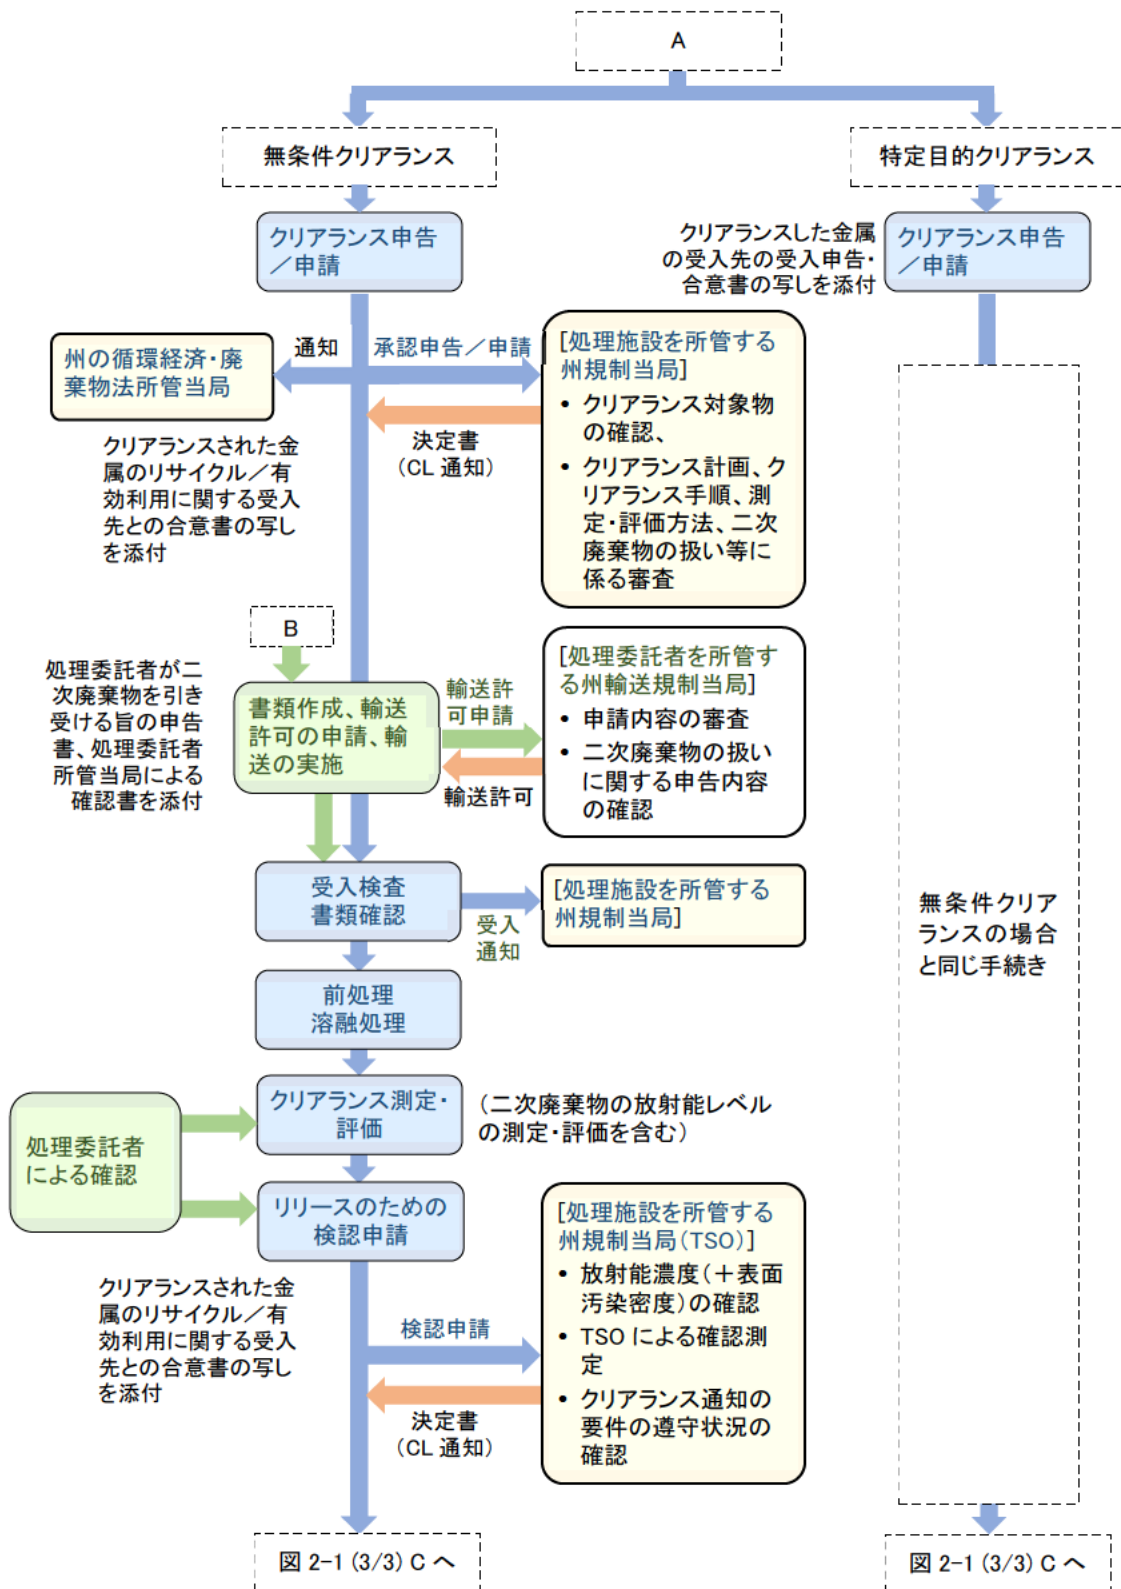 A
無条件クリアランス
特定目的クリアランス
クリアランス申告
／申請
クリアランスした金属
の受入先の受入申告・
合意書の写しを添付
クリアランス申告
／申請
州の循環経済・廃
棄物法所管当局
通知
承認申告／申請
[処理施設を所管する
州規制当局]
• クリアランス対象物
の確認、
• クリアランス計画、ク
リアランス手順、測
定・評価方法、二次
廃棄物の扱い等に
係る審査
決定書
（CL 通知）
クリアランスされた金
属のリサイクル／有
効利用に関する受入
先との合意書の写し
を添付
B
処理委託者が二
次廃棄物を引き
受ける旨の申告
書、処理委託者
所管当局による
確認書を添付
書類作成、輸送
許可の申請、輸
送の実施
輸送許
可申請
輸送許可
[処理委託者を所管す
る州輸送規制当局]
• 申請内容の審査
• 二次廃棄物の扱い
に関する申告内容
の確認
受入検査
書類確認
受入
通知
[処理施設を所管する
州規制当局]
無条件クリア
ランスの場合
と同じ手続き
前処理
溶融処理
クリアランス測定・
評価
（二次廃棄物の放射能レベル
の測定・評価を含む）
処理委託者
による確認
リリースのための
検認申請
[処理施設を所管する
州規制当局（TSO）]
• 放射能濃度（＋表面
汚染密度）の確認
• TSO による確認測
定
• クリアランス通知の
要件の遵守状況の
確認
クリアランスされた金
属のリサイクル／有
効利用に関する受入
先との合意書の写し
を添付
検認申請
決定書
（CL 通知）
図 2-1 (3/3) C へ
図 2-1 (3/3) C へ